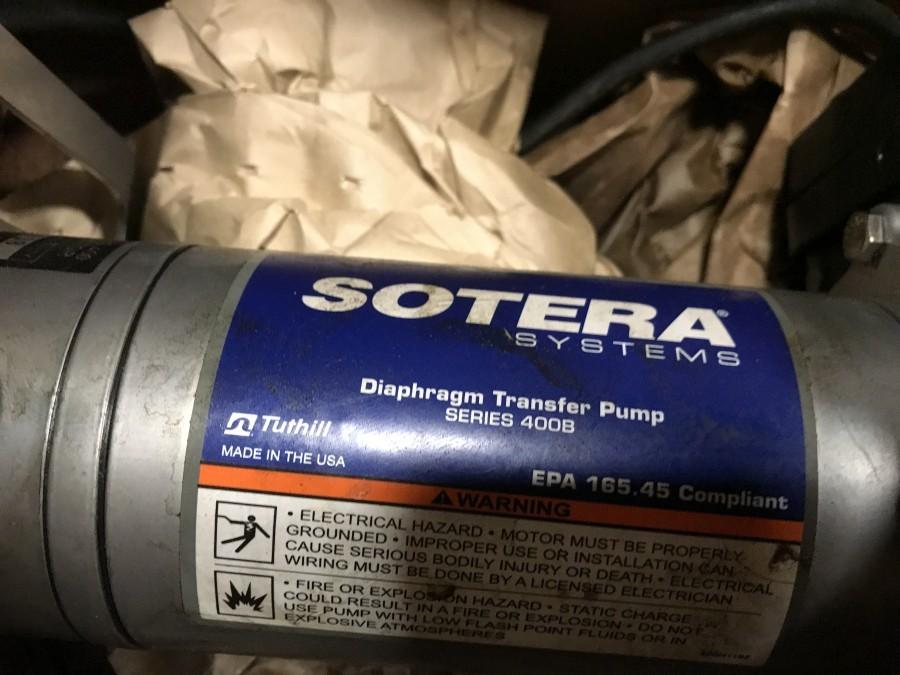 SOTERA®
SYSTEMS
Diaphragm Transfer Pump
SERIES 400B
Tuthill
MADE IN THE USA
EPA 165.45 Compliant
WARNING
• ELECTRICAL HAZARD • MOTOR MUST BE PROPERLY
GROUNDED • IMPROPER USE OR INSTALLATION CAN
CAUSE SERIOUS BODILY INJURY OR DEATH • ELECTRICAL
WIRING MUST BE DONE BY A LICENSED ELECTRICIAN
• FIRE OR EXPLOSION HAZARD • STATIC CHARGE
COULD RESULT IN A FIRE OR EXPLOSION • DO NOT
USE PUMP WITH LOW FLASH POINT FLUIDS OR IN
EXPLOSIVE ATMOSPHERES